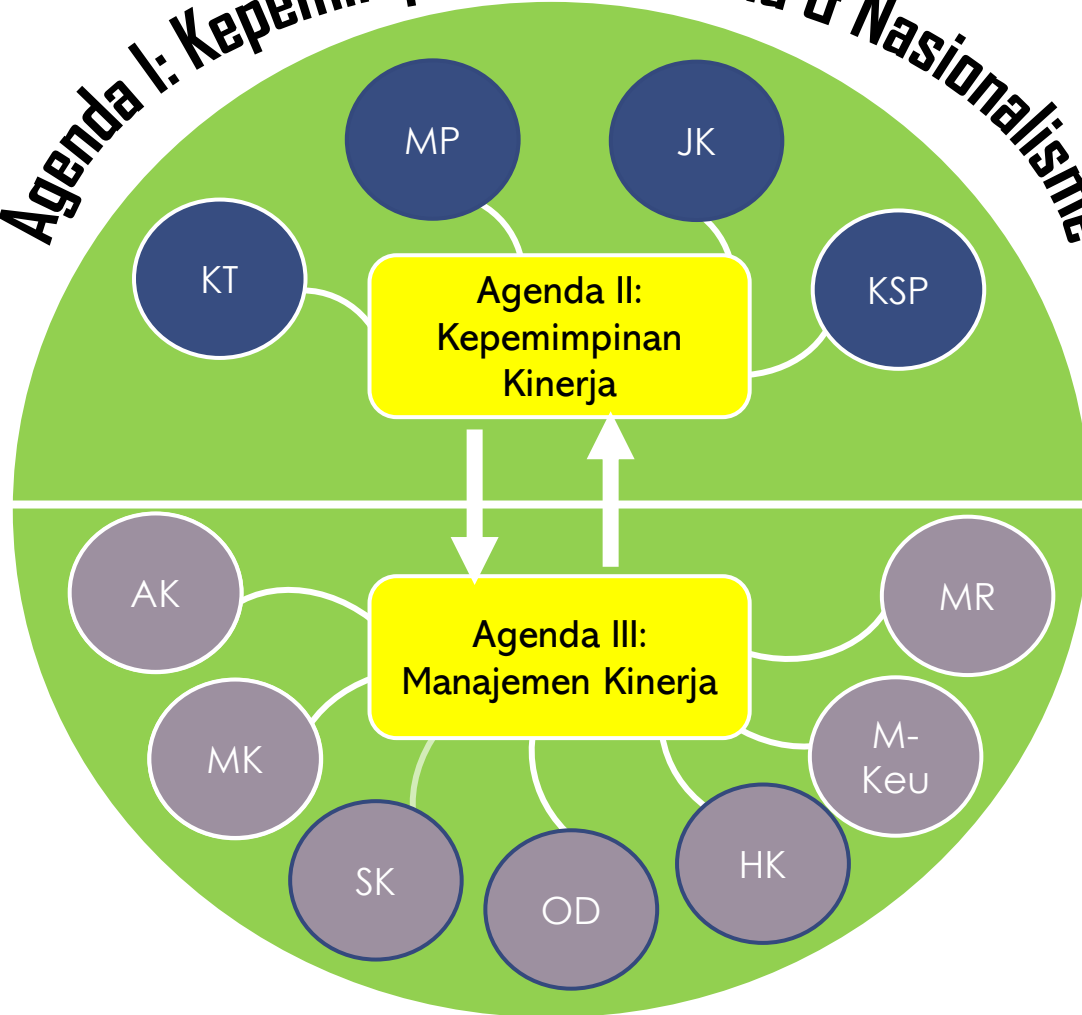 Agenda I:
& Nasionalisme
MP
JK
KT
KSP
Agenda II:
Kepemimpinan
Kinerja
AK
MR
Agenda III:
Manajemen Kinerja
MK
M-
Keu
SK
HK
OD